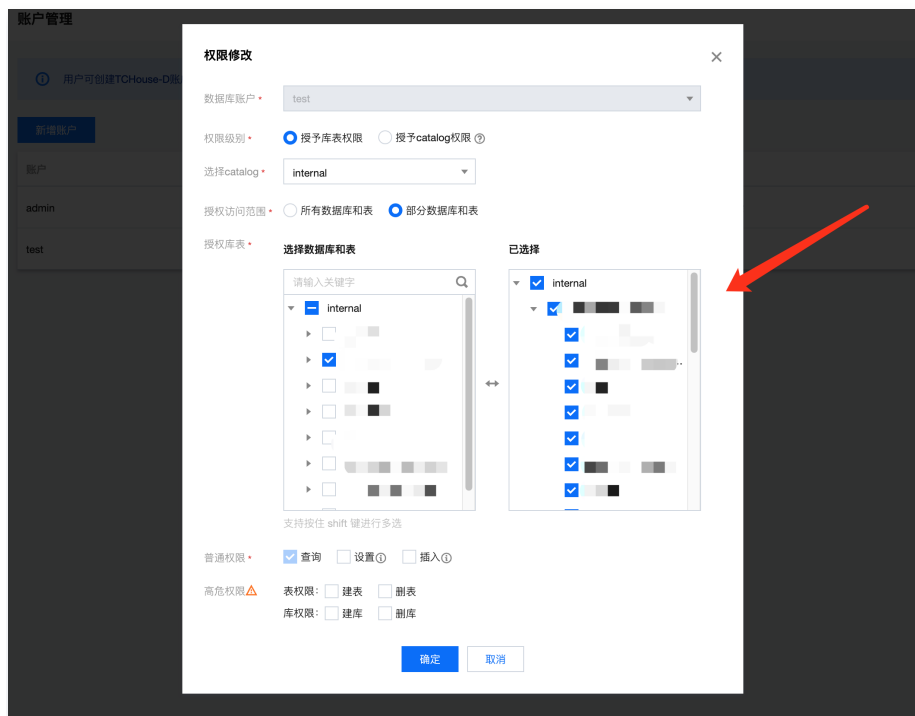 账户管理
用户可创建TCHouse-D账
新增账户
账户
admin
test
权限修改
数据库账户 *
test
权限级别 *
授予库表权限 授予catalog权限
选择catalog *
internal
授权访问范围 *
所有数据库和表 部分数据库和表
授权库表 *
选择数据库和表
已选择
请输入关键字
internal
internal
支持按住 shift 键进行多选
普通权限 *
查询 设置 插入
高危权限
表权限: 建表 删表
库权限: 建库 删库
确定 取消